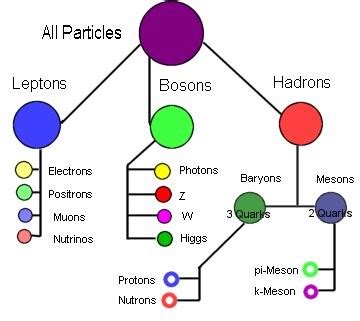 All Particles
Leptons
Bosons
Hadrons
Electrons
Positrons
Muons
Nutrinos
Photons
Z
W
Higgs
Baryons
3 Quarks
Mesons
2 Quarks
Protons
Nutrons
pi-Meson
k-Meson